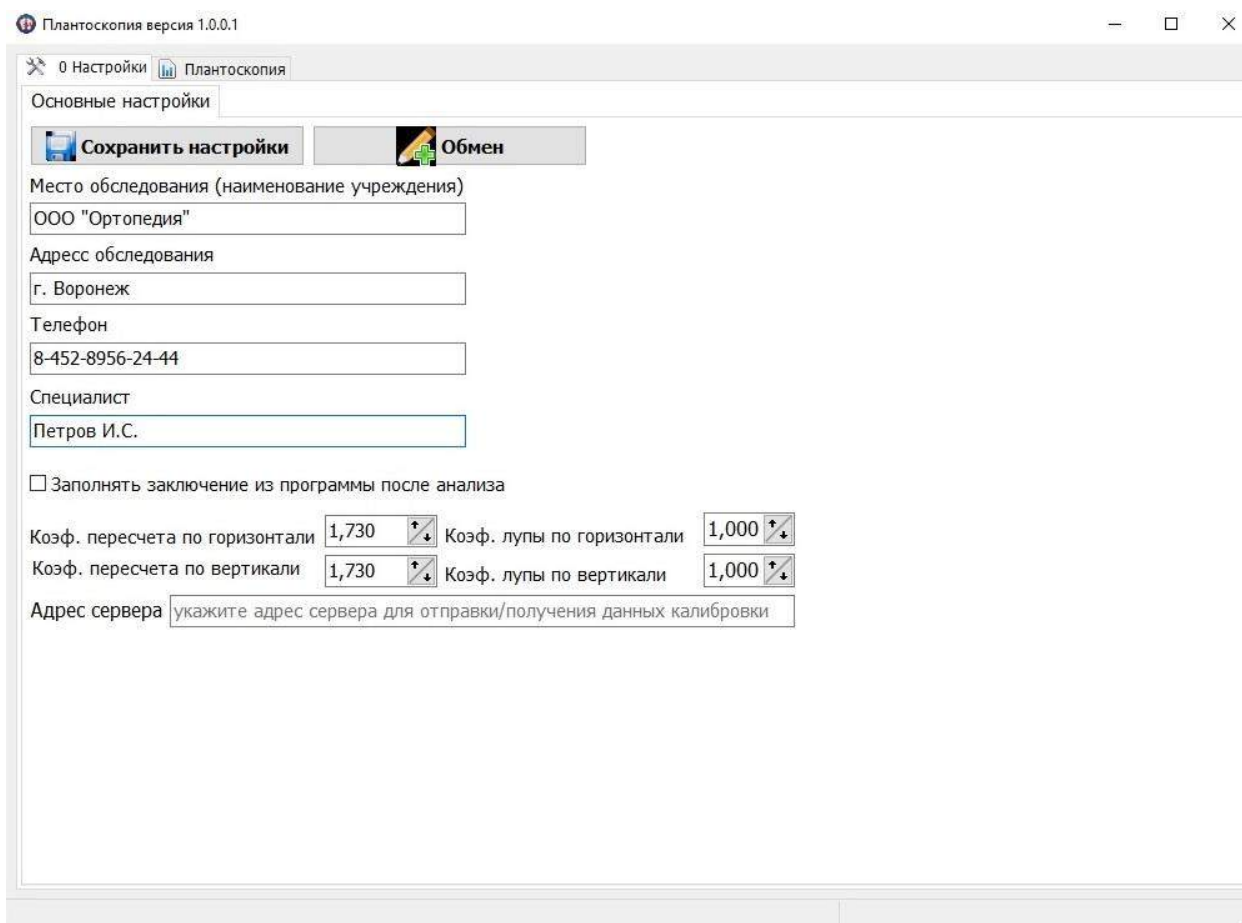 Плантоскопия версия 1.0.0.1
0 Настройки Плантоскопия
Основные настройки
Сохранить настройки Обмен
Место обследования (наименование учреждения)
ООО "Ортопедия"
Адресс обследования
г. Воронеж
Телефон
8-452-8956-24-44
Специалист
Петров И.С.
Заполнять заключение из программы после анализа
Коэф. пересчета по горизонтали 1,730 Коэф. лупы по горизонтали 1,000
Коэф. пересчета по вертикали 1,730 Коэф. лупы по вертикали 1,000
Адрес сервера укажите адрес сервера для отправки/получения данных калибровки